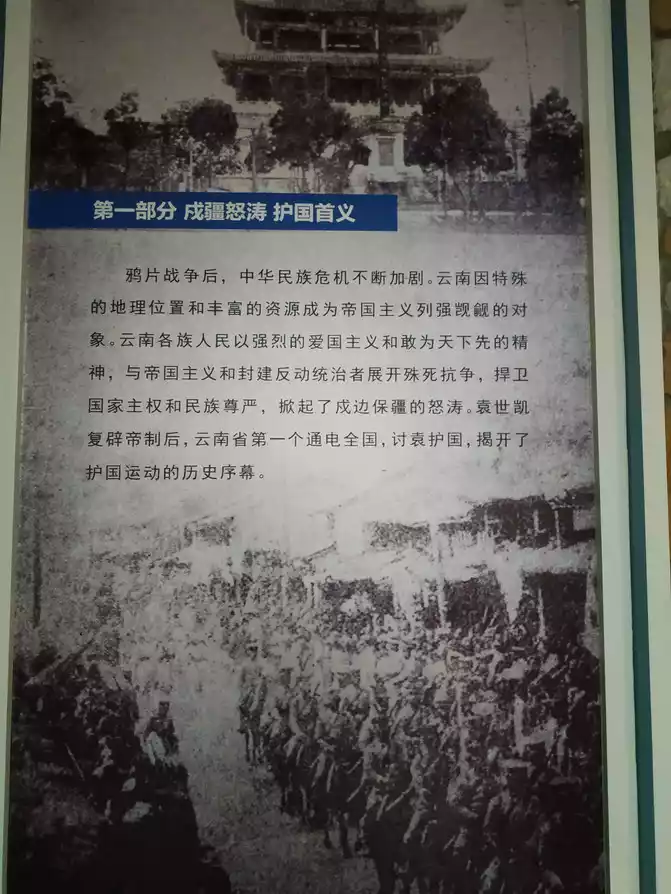 第一部分 戍疆怒涛 护国首义
鸦片战争后，中华民族危机不断加剧。云南因特殊
的地理位置和丰富的资源成为帝国主义列强觊觎的对
象。云南各族人民以强烈的爱国主义和敢为天下先的精
神，与帝国主义和封建反动统治者展开殊死抗争，捍卫
国家主权和民族尊严，掀起了戍边保疆的怒涛。袁世凯
复辟帝制后，云南省第一个通电全国，讨袁护国，揭开了
护国运动的历史序幕。